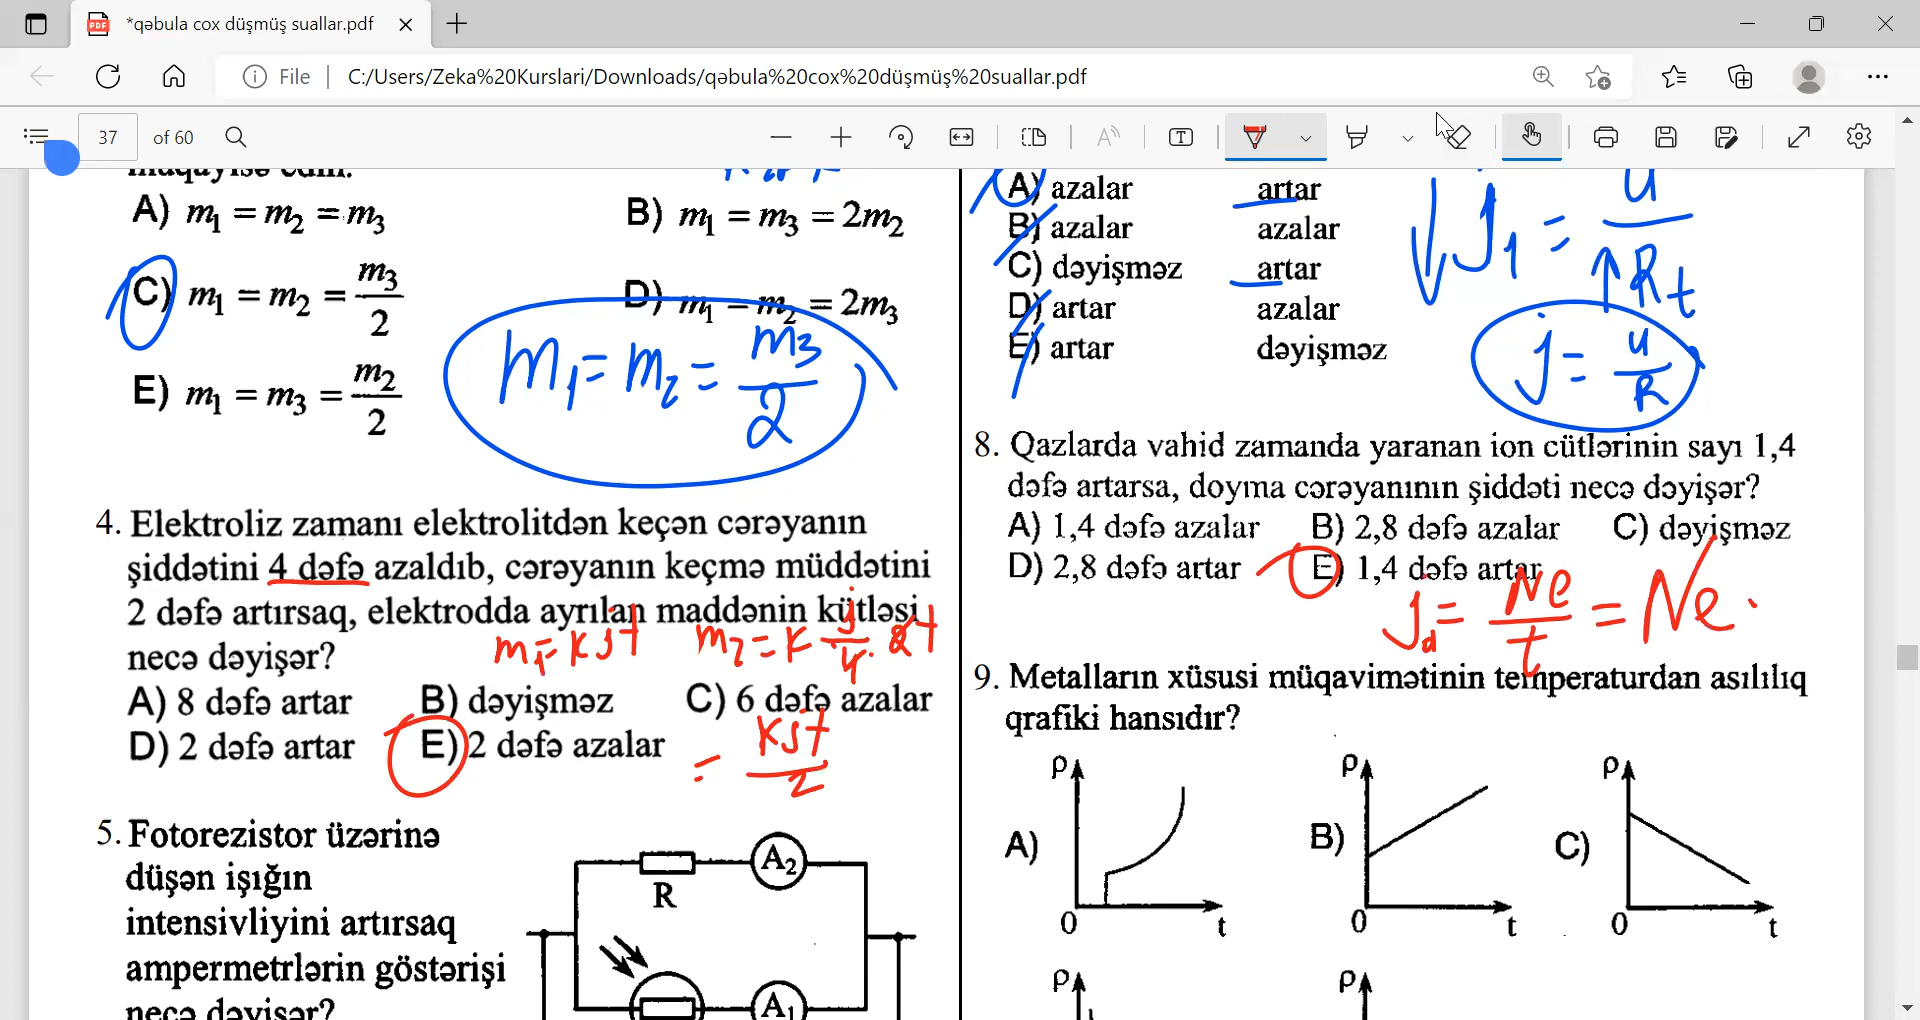 *qəbula cox düşmüş suallar.pdf
File C:/Users/Zeka%20Kurslari/Downloads/qəbula%20cox%20düşmüş%20suallar.pdf
37 of 60
müqayisə edin.
A) m₁ = m₂ = m₃
B) m₁ = m₃ = 2m₂
C) m₁ = m₂ = m₃/2
D) m₁ = m₂ = 2m₃
E) m₁ = m₃ = m₂/2
m₁ = m₂ = m₃/2
4. Elektroliz zamanı elektrolitdən keçən cərəyanın
şiddətini 4 dəfə azaldıb, cərəyanın keçmə müddətini
2 dəfə artırsaq, elektrodda ayrılan maddənin kütləsi
necə dəyişər?
m₁ = kJt m₂ = k J/4 · 2t
A) 8 dəfə artar B) dəyişməz C) 6 dəfə azalar
D) 2 dəfə artar E) 2 dəfə azalar
= kJt/2
5. Fotorezistor üzərinə
düşən işığın
intensivliyini artırsaq
ampermetrlərin göstərişi
necə dəyişər?
A₂
R
A₁
A) azalar artar
B) azalar azalar
C) dəyişməz artar
D) artar azalar
E) artar dəyişməz
J₁ = u/Rt
J = u/R
8. Qazlarda vahid zamanda yaranan ion cütlərinin sayı 1,4
dəfə artarsa, doyma cərəyanının şiddəti necə dəyişər?
A) 1,4 dəfə azalar B) 2,8 dəfə azalar C) dəyişməz
D) 2,8 dəfə artar E) 1,4 dəfə artar
Jd = Ne/t = Ne ·
9. Metalların xüsusi müqavimətinin temperaturdan asılılıq
qrafiki hansıdır?
A) ρ 0 t
B) ρ 0 t
C) ρ 0 t
ρ
ρ